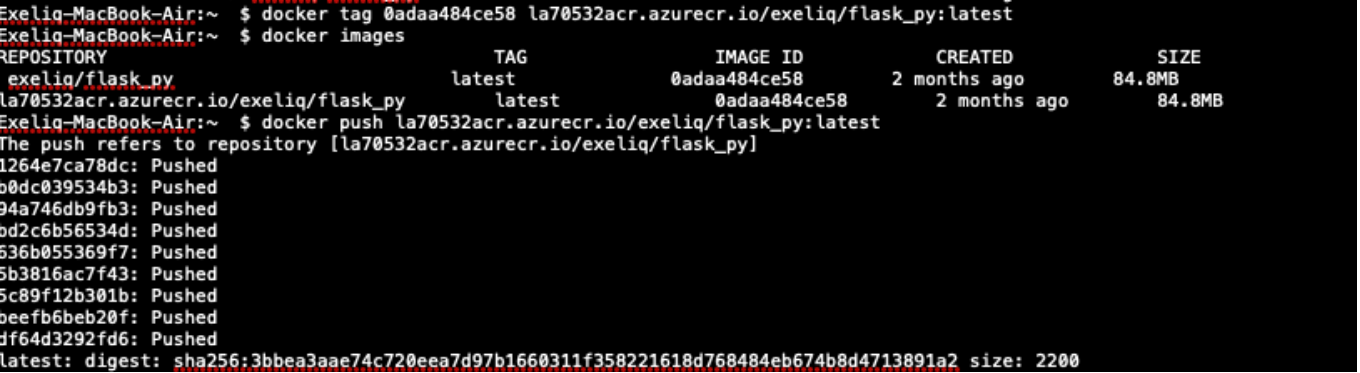 Exeliq-MacBook-Air:~ $ docker tag 0adaa484ce58 la70532acr.azurecr.io/exeliq/flask_py:latest
Exeliq-MacBook-Air:~ $ docker images
REPOSITORY TAG IMAGE ID CREATED SIZE
exeliq/flask_py latest 0adaa484ce58 2 months ago 84.8MB
la70532acr.azurecr.io/exeliq/flask_py latest 0adaa484ce58 2 months ago 84.8MB
Exeliq-MacBook-Air:~ $ docker push la70532acr.azurecr.io/exeliq/flask_py:latest
The push refers to repository [la70532acr.azurecr.io/exeliq/flask_py]
1264e7ca78dc: Pushed
b0dc039534b3: Pushed
94a746db9fb3: Pushed
bd2c6b56534d: Pushed
636b055369f7: Pushed
5b3816ac7f43: Pushed
5c89f12b301b: Pushed
beefb6beb20f: Pushed
df64d3292fd6: Pushed
latest: digest: sha256:3bbea3aae74c720eea7d97b1660311f358221618d768484eb674b8d4713891a2 size: 2200